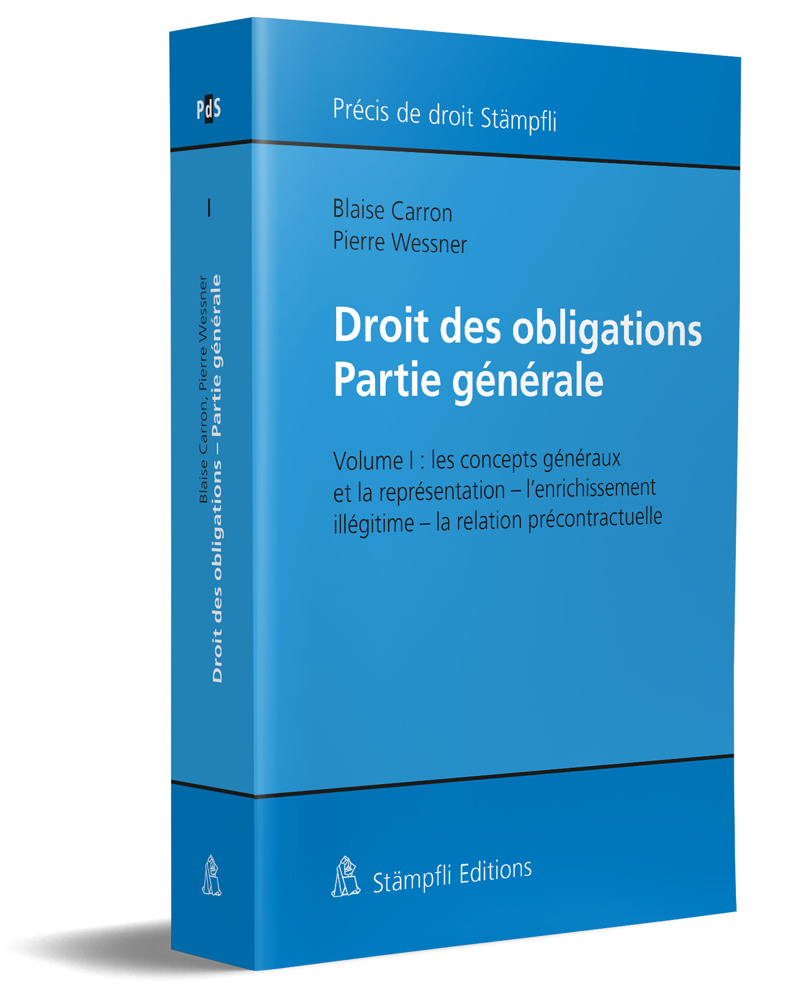 PdS
I
Blaise Carron, Pierre Wessner
Droit des obligations – Partie générale
Précis de droit Stämpfli
Blaise Carron
Pierre Wessner
Droit des obligations
Partie générale
Volume I : les concepts généraux
et la représentation – l’enrichissement
illégitime – la relation précontractuelle
Stämpfli Editions